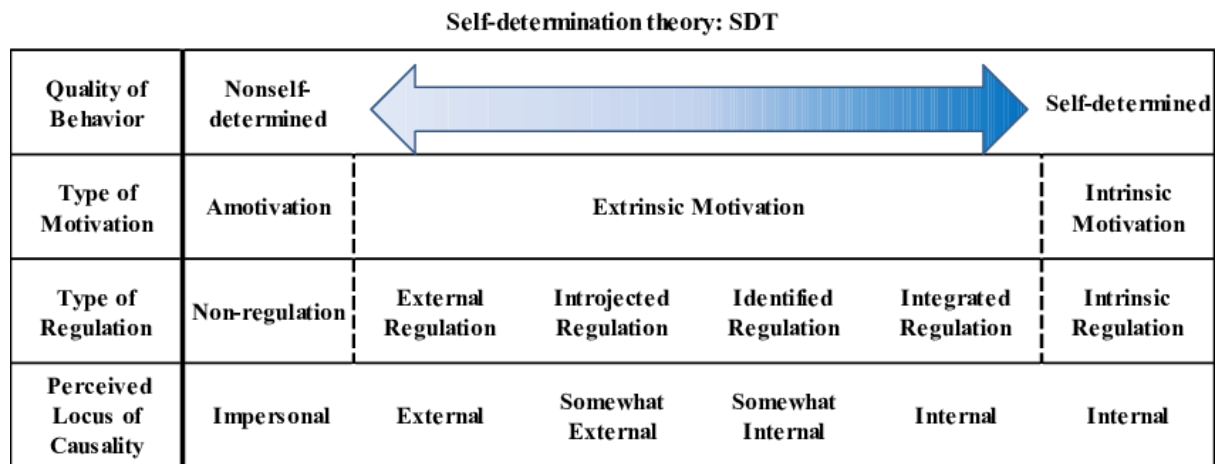 Self-determination theory: SDT
Quality of
Behavior
Nonself-
determined
Self-determined
Type of
Motivation
Amotivation
Extrinsic Motivation
Intrinsic
Motivation
Type of
Regulation
Non-regulation
External
Regulation
Introjected
Regulation
Identified
Regulation
Integrated
Regulation
Intrinsic
Regulation
Perceived
Locus of
Causality
Impersonal
External
Somewhat
External
Somewhat
Internal
Internal
Internal